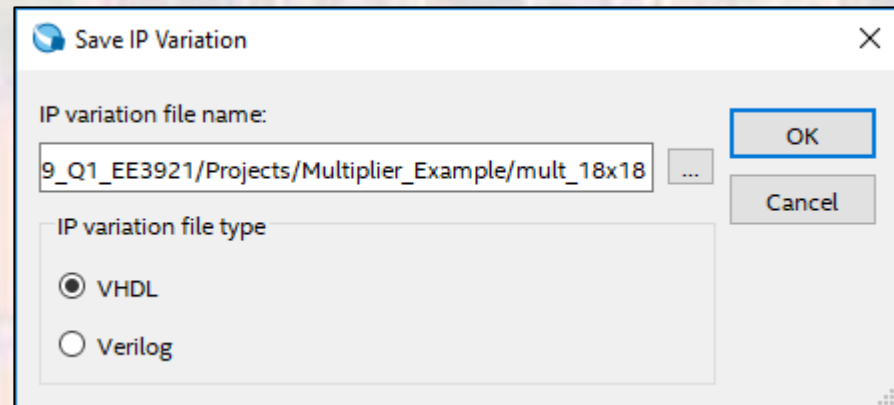 Save IP Variation
IP variation file name:
9_Q1_EE3921/Projects/Multiplier_Example/mult_18x18
...
OK
Cancel
IP variation file type
VHDL
Verilog